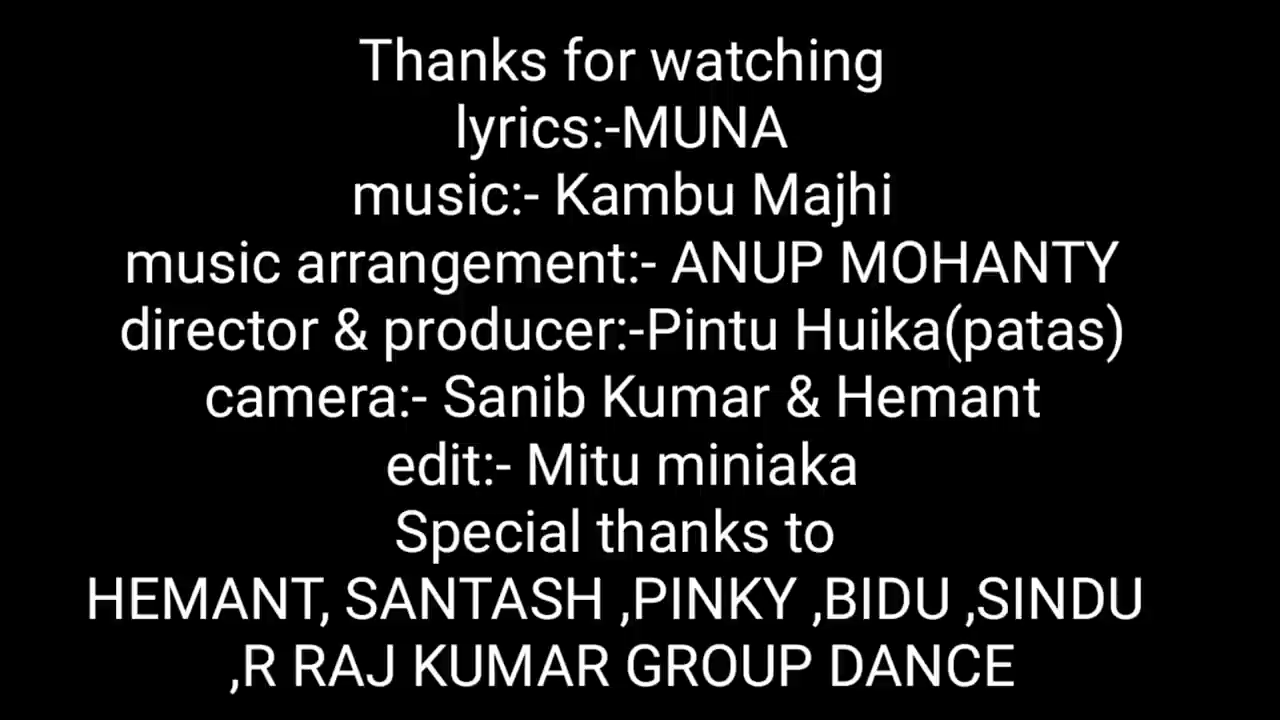 Thanks for watching
lyrics:-MUNA
music:- Kambu Majhi
music arrangement:- ANUP MOHANTY
director & producer:-Pintu Huika(patas)
camera:- Sanib Kumar & Hemant
edit:- Mitu miniaka
Special thanks to
HEMANT, SANTASH ,PINKY ,BIDU ,SINDU
,R RAJ KUMAR GROUP DANCE